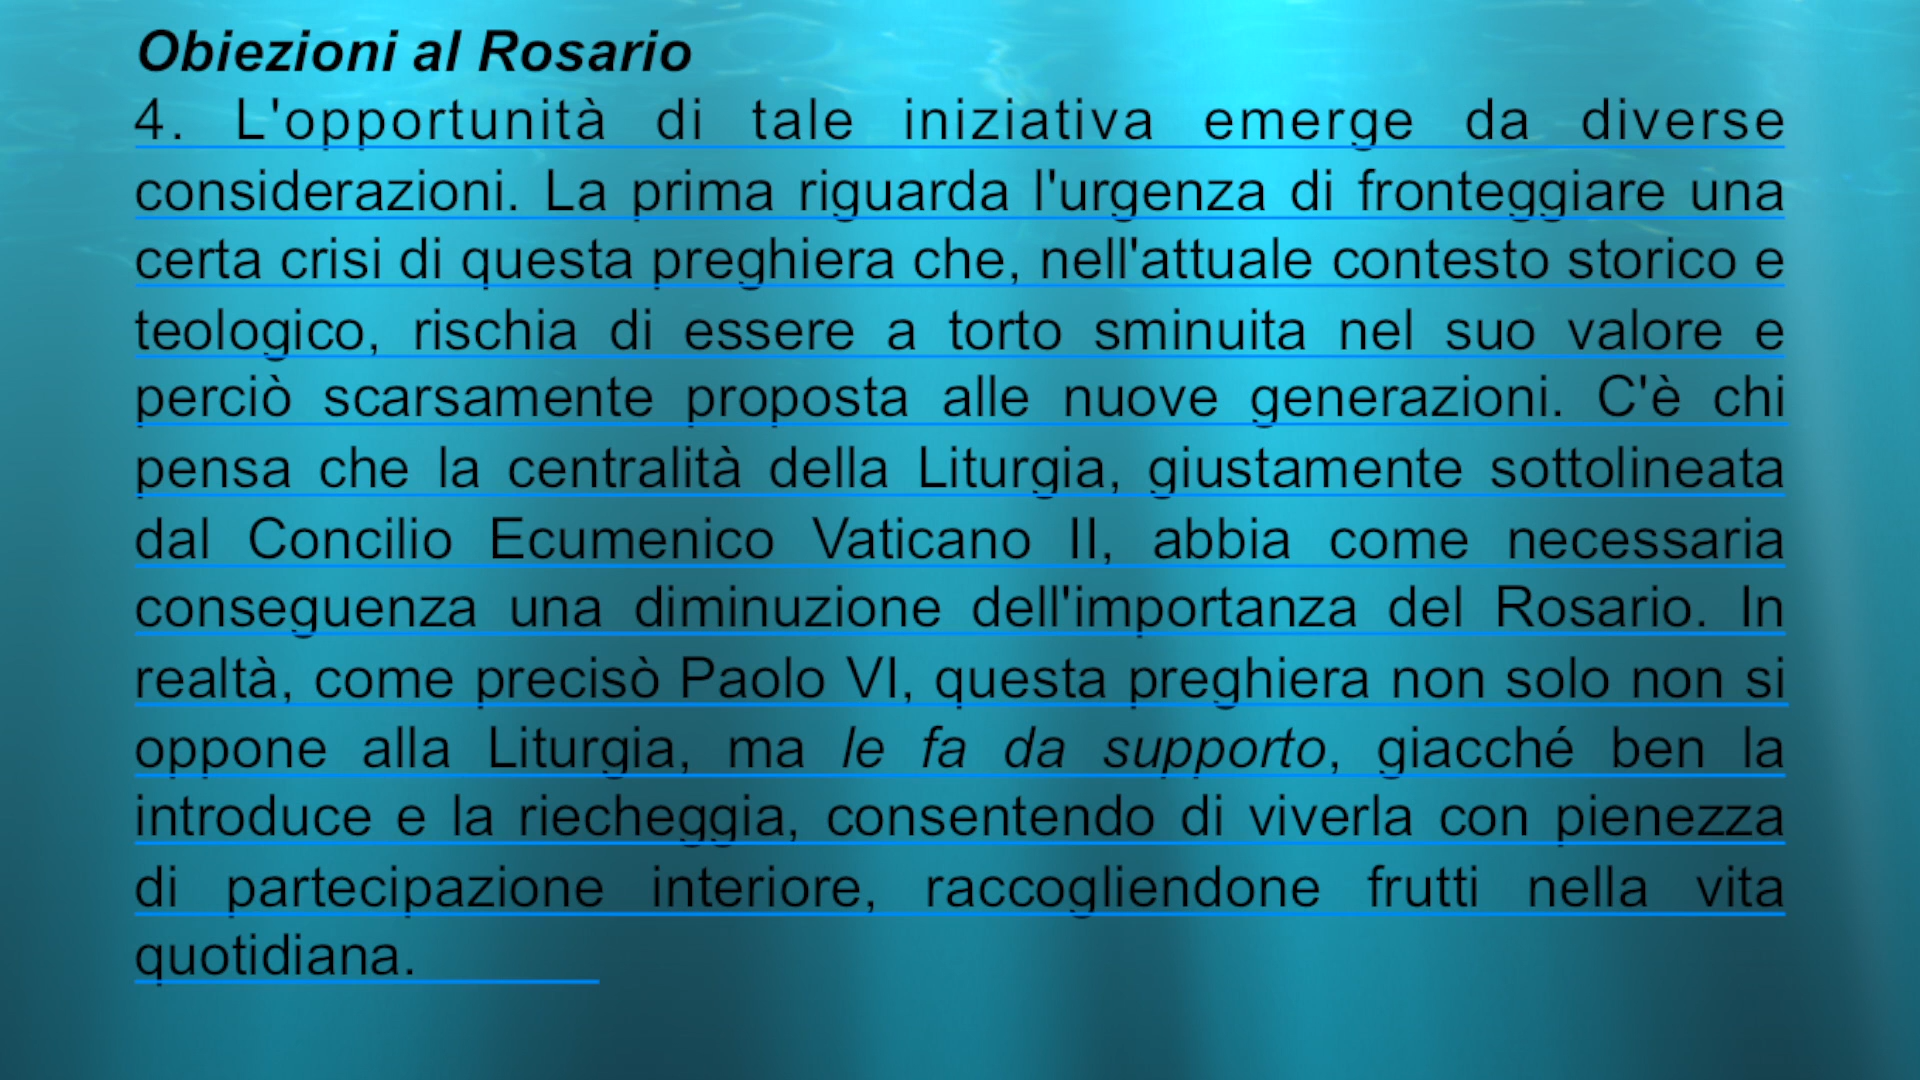 Obiezioni al Rosario
4. L'opportunità di tale iniziativa emerge da diverse
considerazioni. La prima riguarda l'urgenza di fronteggiare una
certa crisi di questa preghiera che, nell'attuale contesto storico e
teologico, rischia di essere a torto sminuita nel suo valore e
perciò scarsamente proposta alle nuove generazioni. C'è chi
pensa che la centralità della Liturgia, giustamente sottolineata
dal Concilio Ecumenico Vaticano II, abbia come necessaria
conseguenza una diminuzione dell'importanza del Rosario. In
realtà, come precisò Paolo VI, questa preghiera non solo non si
oppone alla Liturgia, ma le fa da supporto, giacché ben la
introduce e la riecheggia, consentendo di viverla con pienezza
di partecipazione interiore, raccogliendone frutti nella vita
quotidiana.